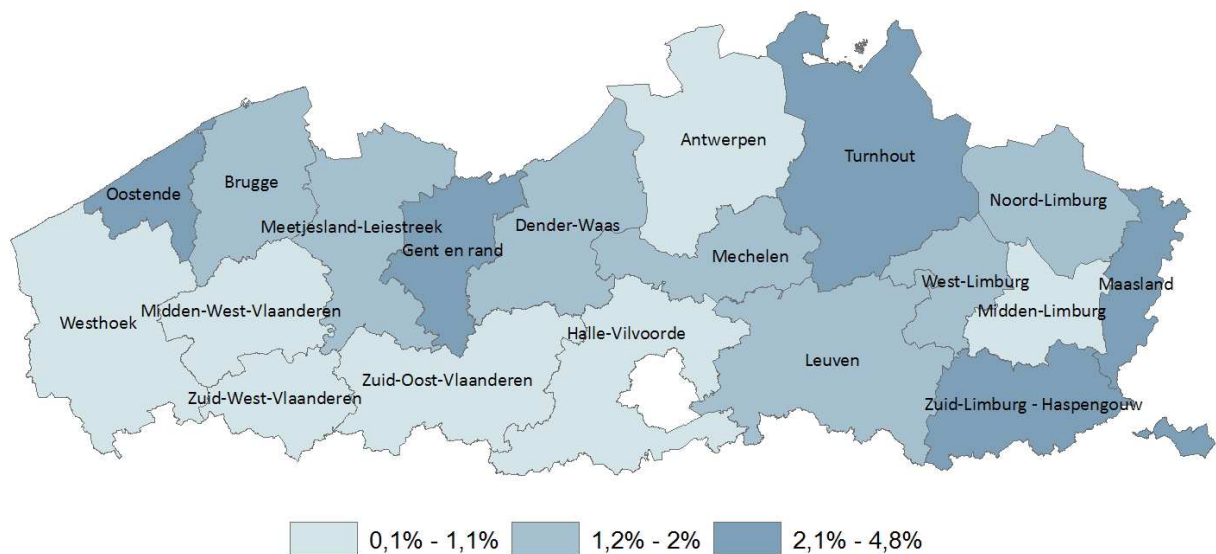 Antwerpen
Turnhout
Oostende
Brugge
Noord-Limburg
Meetjesland-Leiestreek
Dender-Waas
Gent en rand
Mechelen
West-Limburg
Maasland
Midden-West-Vlaanderen
Midden-Limburg
Westhoek
Halle-Vilvoorde
Leuven
Zuid-Oost-Vlaanderen
Zuid-West-Vlaanderen
Zuid-Limburg - Haspengouw
0,1% - 1,1%
1,2% - 2%
2,1% - 4,8%